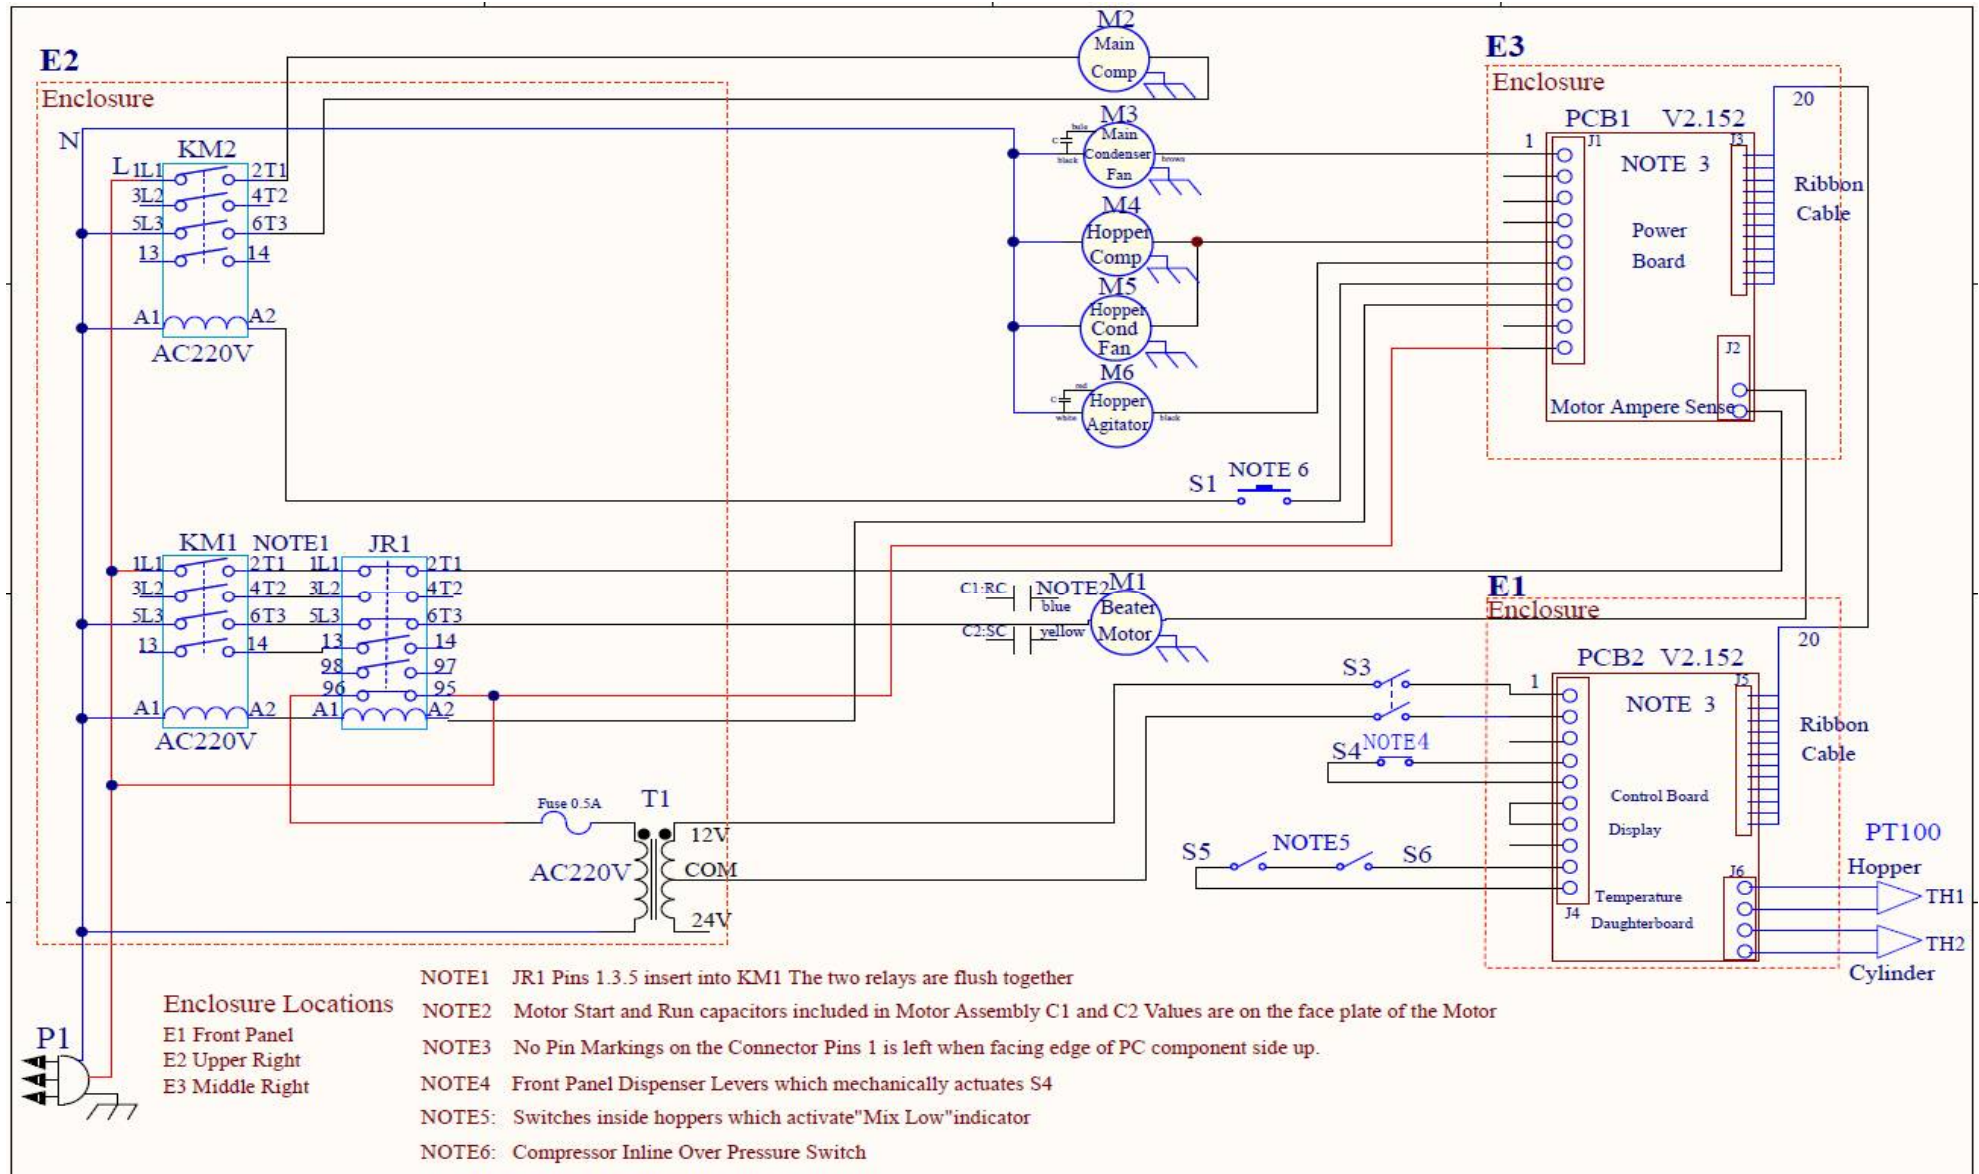 E2
Enclosure
N
KM2
L
1L1
2T1
3L2
4T2
5L3
6T3
13
14
A1
A2
AC220V
M2
Main
Comp
M3
Main
Condenser
Fan
C
bule
black
brown
M4
Hopper
Comp
M5
Hopper
Cond
Fan
M6
Hopper
Agitator
C
red
white
black
E3
Enclosure
PCB1 V2.152
1
J1
NOTE 3
J3
Power
Board
J2
Motor Ampere Sense
20
Ribbon
Cable
S1
NOTE 6
KM1
NOTE1
JR1
1L1
2T1
1L1
2T1
3L2
4T2
3L2
4T2
5L3
6T3
5L3
6T3
13
14
13
14
98
97
96
95
A1
A2
A1
A2
AC220V
C1:RC
NOTE2
M1
blue
Beater
Motor
C2:SC
yellow
E1
Enclosure
PCB2 V2.152
20
1
J5
NOTE 3
S3
S4
NOTE4
Ribbon
Cable
Control Board
Display
S5
NOTE5
S6
J6
J4
Temperature
Daughterboard
PT100
Hopper
TH1
TH2
Cylinder
Fuse 0.5A
T1
12V
AC220V
COM
24V
Enclosure Locations
E1 Front Panel
E2 Upper Right
E3 Middle Right
P1
NOTE1 JR1 Pins 1.3.5 insert into KM1 The two relays are flush together
NOTE2 Motor Start and Run capacitors included in Motor Assembly C1 and C2 Values are on the face plate of the Motor
NOTE3 No Pin Markings on the Connector Pins 1 is left when facing edge of PC component side up.
NOTE4 Front Panel Dispenser Levers which mechanically actuates S4
NOTE5: Switches inside hoppers which activate"Mix Low"indicator
NOTE6: Compressor Inline Over Pressure Switch